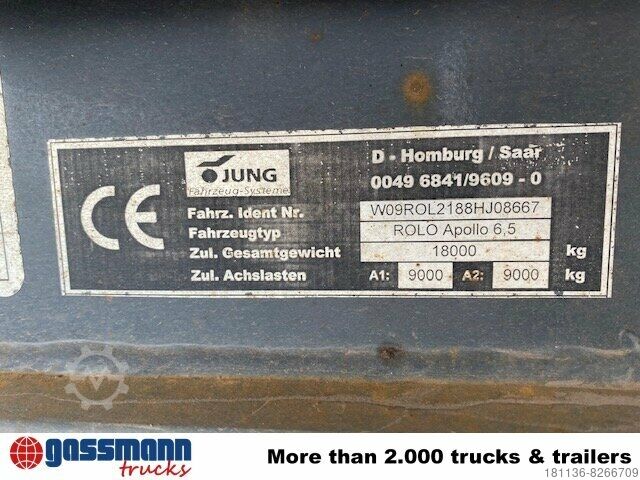 JUNG
Fahrzeug-Systeme
D - Homburg / Saar
0049 6841/9609 - 0
CE
Fahrz. Ident Nr. W09ROL2188HJ08667
Fahrzeugtyp ROLO Apollo 6,5
Zul. Gesamtgewicht 18000 kg
Zul. Achslasten A1: 9000 A2: 9000 kg
gassmann
trucks
More than 2.000 trucks & trailers
181136-8266709